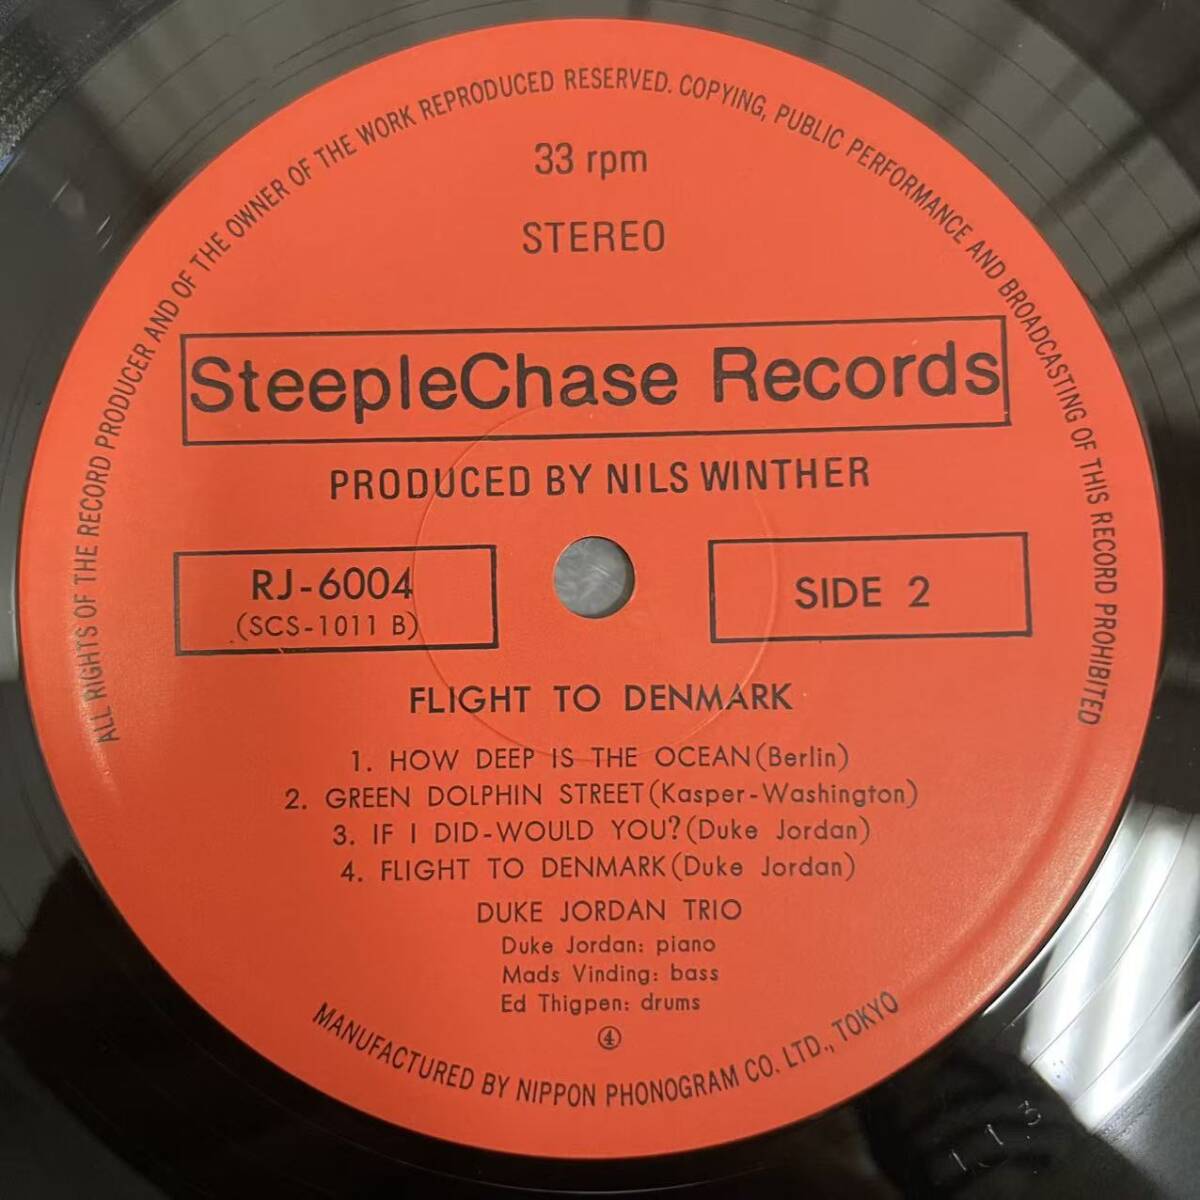 ALL RIGHTS OF THE RECORD PRODUCER AND OF THE OWNER OF THE WORK REPRODUCED RESERVED. COPYING, PUBLIC PERFORMANCE AND BROADCASTING OF THIS RECORD PROHIBITED
33 rpm
STEREO
SteepleChase Records
PRODUCED BY NILS WINTHER
RJ-6004
(SCS-1011 B)
SIDE 2
FLIGHT TO DENMARK
1. HOW DEEP IS THE OCEAN (Berlin)
2. GREEN DOLPHIN STREET (Kasper-Washington)
3. IF I DID-WOULD YOU? (Duke Jordan)
4. FLIGHT TO DENMARK (Duke Jordan)
DUKE JORDAN TRIO
Duke Jordan: piano
Mads Vinding: bass
Ed Thigpen: drums
④
MANUFACTURED BY NIPPON PHONOGRAM CO. LTD., TOKYO